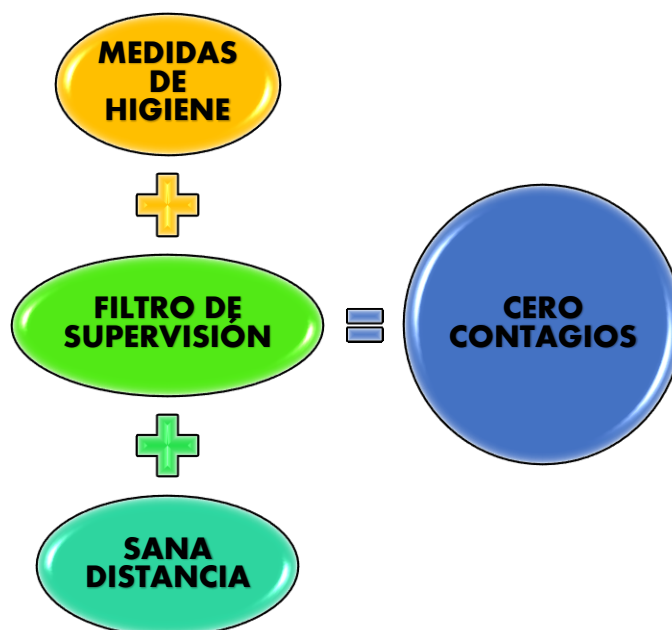 MEDIDAS
DE
HIGIENE
FILTRO DE
SUPERVISIÓN
SANA
DISTANCIA
CERO
CONTAGIOS